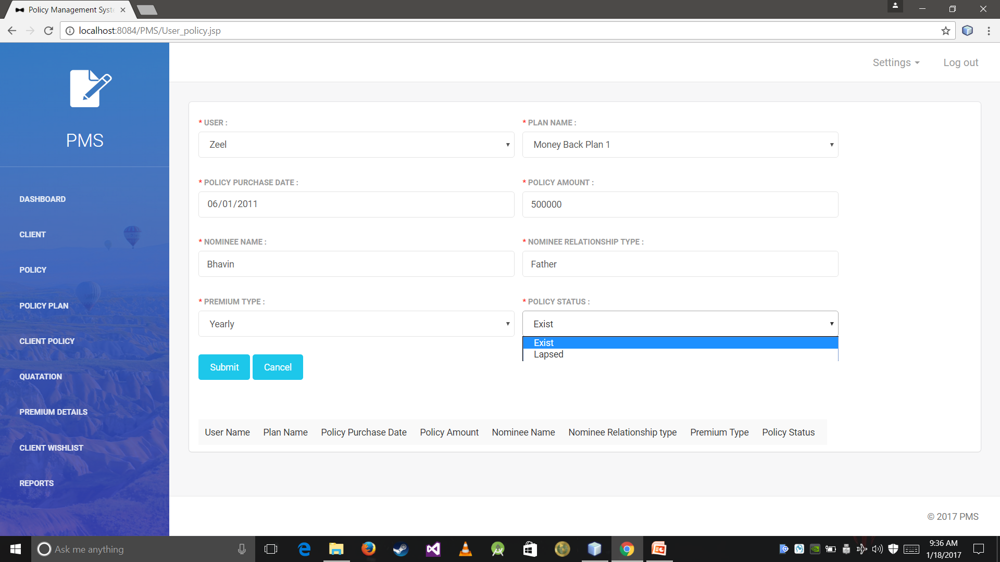 Policy Management Syste
localhost:8084/PMS/User_policy.jsp
Settings
Log out
PMS
DASHBOARD
CLIENT
POLICY
POLICY PLAN
CLIENT POLICY
QUATATION
PREMIUM DETAILS
CLIENT WISHLIST
REPORTS
* USER :
* PLAN NAME :
Zeel
Money Back Plan 1
* POLICY PURCHASE DATE :
* POLICY AMOUNT :
06/01/2011
500000
* NOMINEE NAME :
* NOMINEE RELATIONSHIP TYPE :
Bhavin
Father
* PREMIUM TYPE :
* POLICY STATUS :
Yearly
Exist
Exist
Lapsed
Submit
Cancel
User Name Plan Name Policy Purchase Date Policy Amount Nominee Name Nominee Relationship type Premium Type Policy Status
© 2017 PMS
Ask me anything
9:36 AM
1/18/2017